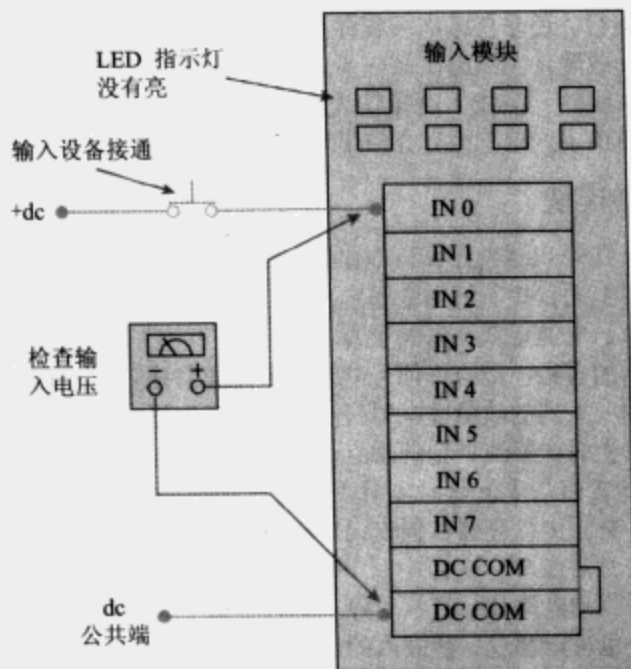 LED 指示灯
没有亮
输入模块
输入设备接通
+dc
IN 0
IN 1
IN 2
IN 3
检查输
入电压
− +
IN 4
IN 5
IN 6
IN 7
DC COM
dc
公共端
DC COM